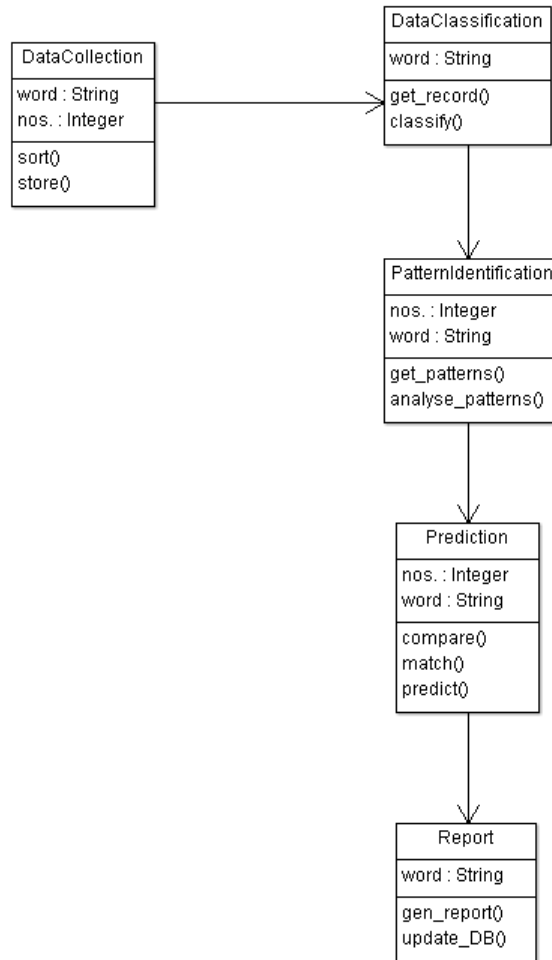 DataCollection
word : String
nos. : Integer
sort()
store()
DataClassification
word : String
get_record()
classify()
PatternIdentification
nos. : Integer
word : String
get_patterns()
analyse_patterns()
Prediction
nos. : Integer
word : String
compare()
match()
predict()
Report
word : String
gen_report()
update_DB()